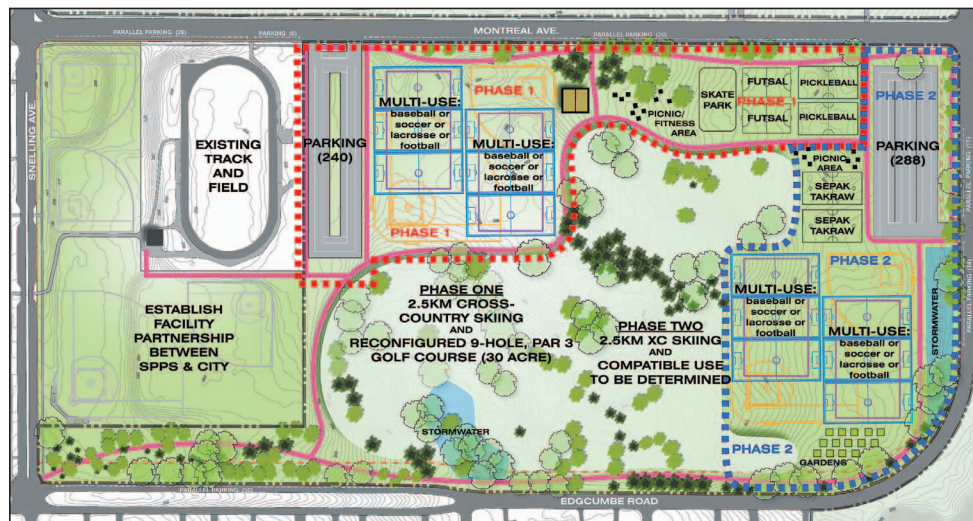 MONTREAL AVE.
PARALLEL PARKING (26)
PARKING (6)
PARALLEL PARKING (20)
SNELLING AVE.
EXISTING
TRACK
AND
FIELD
PARKING
(240)
MULTI-USE:
baseball or
soccer or
lacrosse or
football
PHASE 1
MULTI-USE:
baseball or
soccer or
lacrosse or
football
PHASE 1
PICNIC/
FITNESS
AREA
SKATE
PARK
FUTSAL
PHASE 1
FUTSAL
PICKLEBALL
PICKLEBALL
PHASE 2
PARKING
(288)
PICNIC
AREA
SEPAK
TAKRAW
SEPAK
TAKRAW
PHASE 2
MULTI-USE:
baseball or
soccer or
lacrosse or
football
MULTI-USE:
baseball or
soccer or
lacrosse or
football
STORMWATER
ESTABLISH
FACILITY
PARTNERSHIP
BETWEEN
SPPS & CITY
PHASE ONE
2.5KM CROSS-
COUNTRY SKIING
AND
RECONFIGURED 9-HOLE, PAR 3
GOLF COURSE (30 ACRE)
PHASE TWO
2.5KM XC SKIING
AND
COMPATIBLE USE
TO BE DETERMINED
STORMWATER
PHASE 2
GARDENS
PARALLEL PARKING
EDGCUMBE ROAD